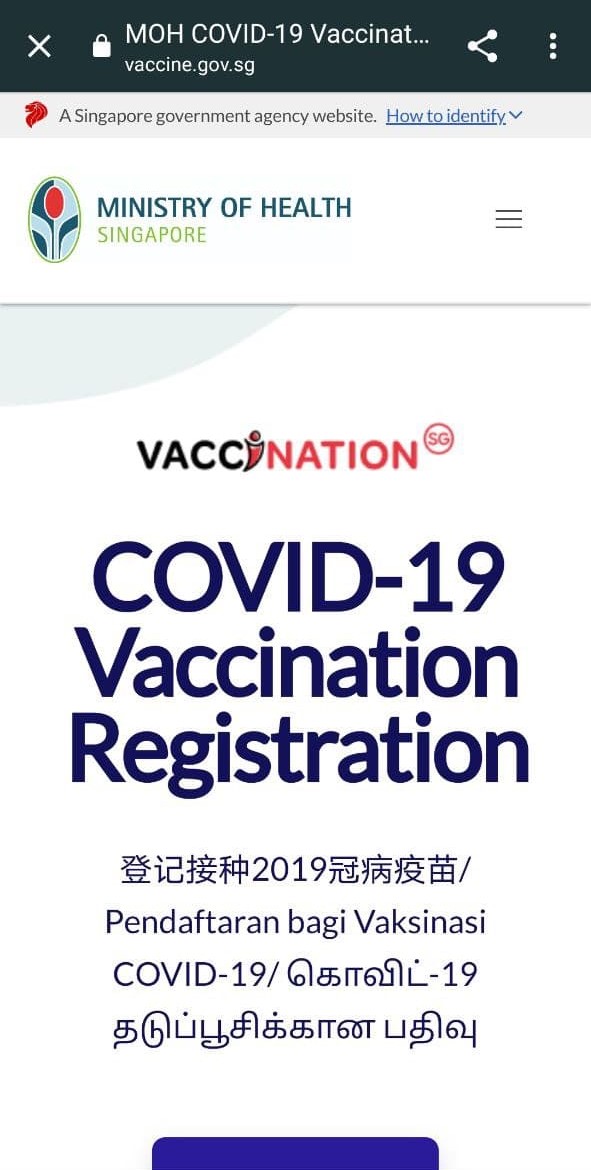 MOH COVID-19 Vaccinat...
vaccine.gov.sg
A Singapore government agency website. How to identify
MINISTRY OF HEALTH
SINGAPORE
VACCINATION SG
COVID-19
Vaccination
Registration
登记接种2019冠病疫苗/
Pendaftaran bagi Vaksinasi
COVID-19/ கொவிட்-19
தடுப்பூசிக்கான பதிவு